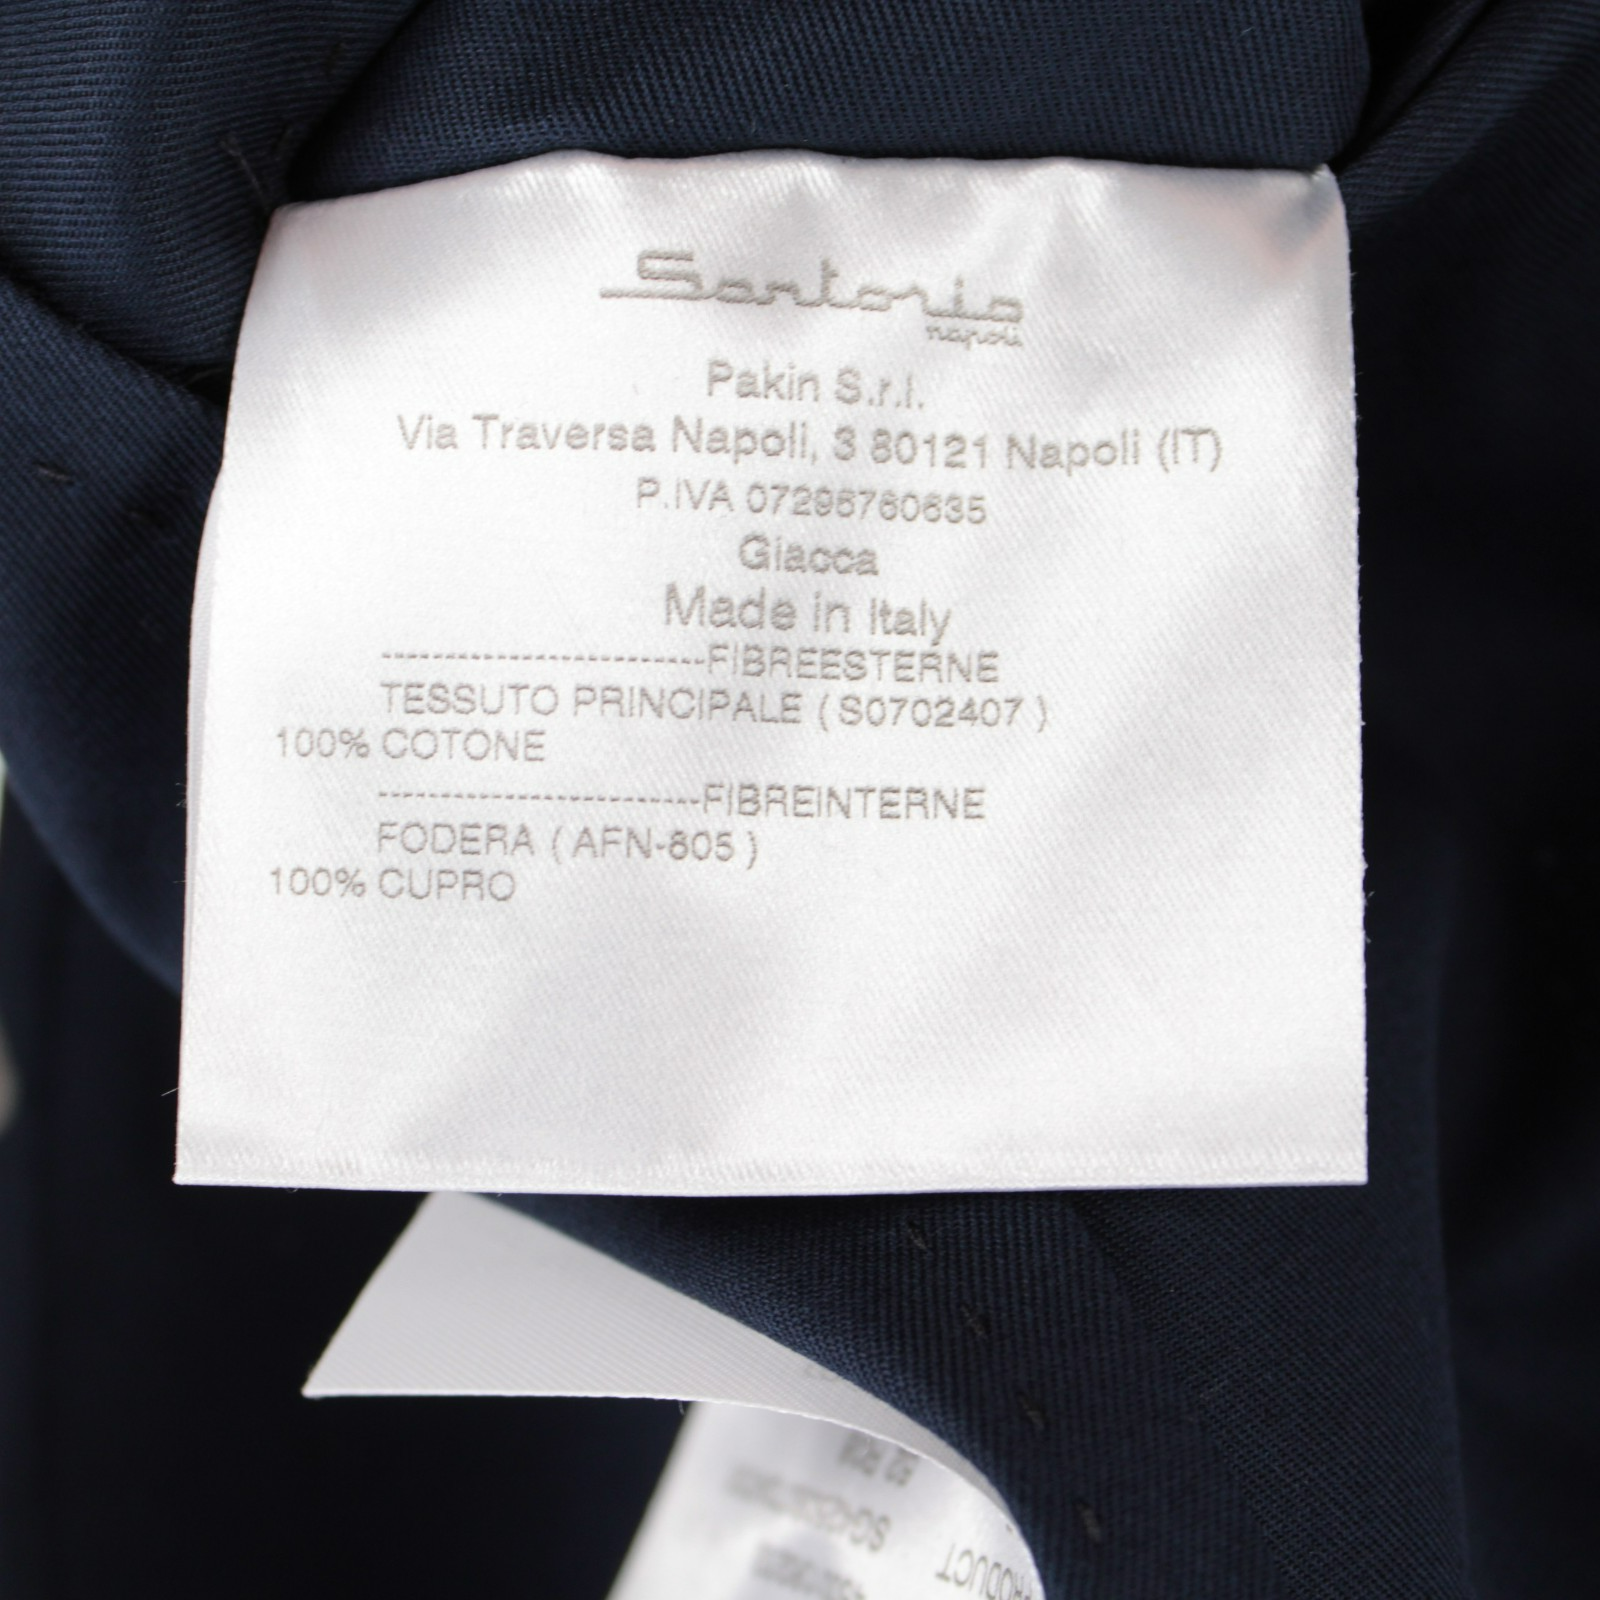 Sartorio
napoli
Pakin S.r.l.
Via Traversa Napoli, 3 80121 Napoli (IT)
P.IVA 07296760635
Giacca
Made in Italy
-------------------------FIBREESTERNE
TESSUTO PRINCIPALE ( S0702407 )
100% COTONE
-------------------------FIBREINTERNE
FODERA ( AFN-805 )
100% CUPRO